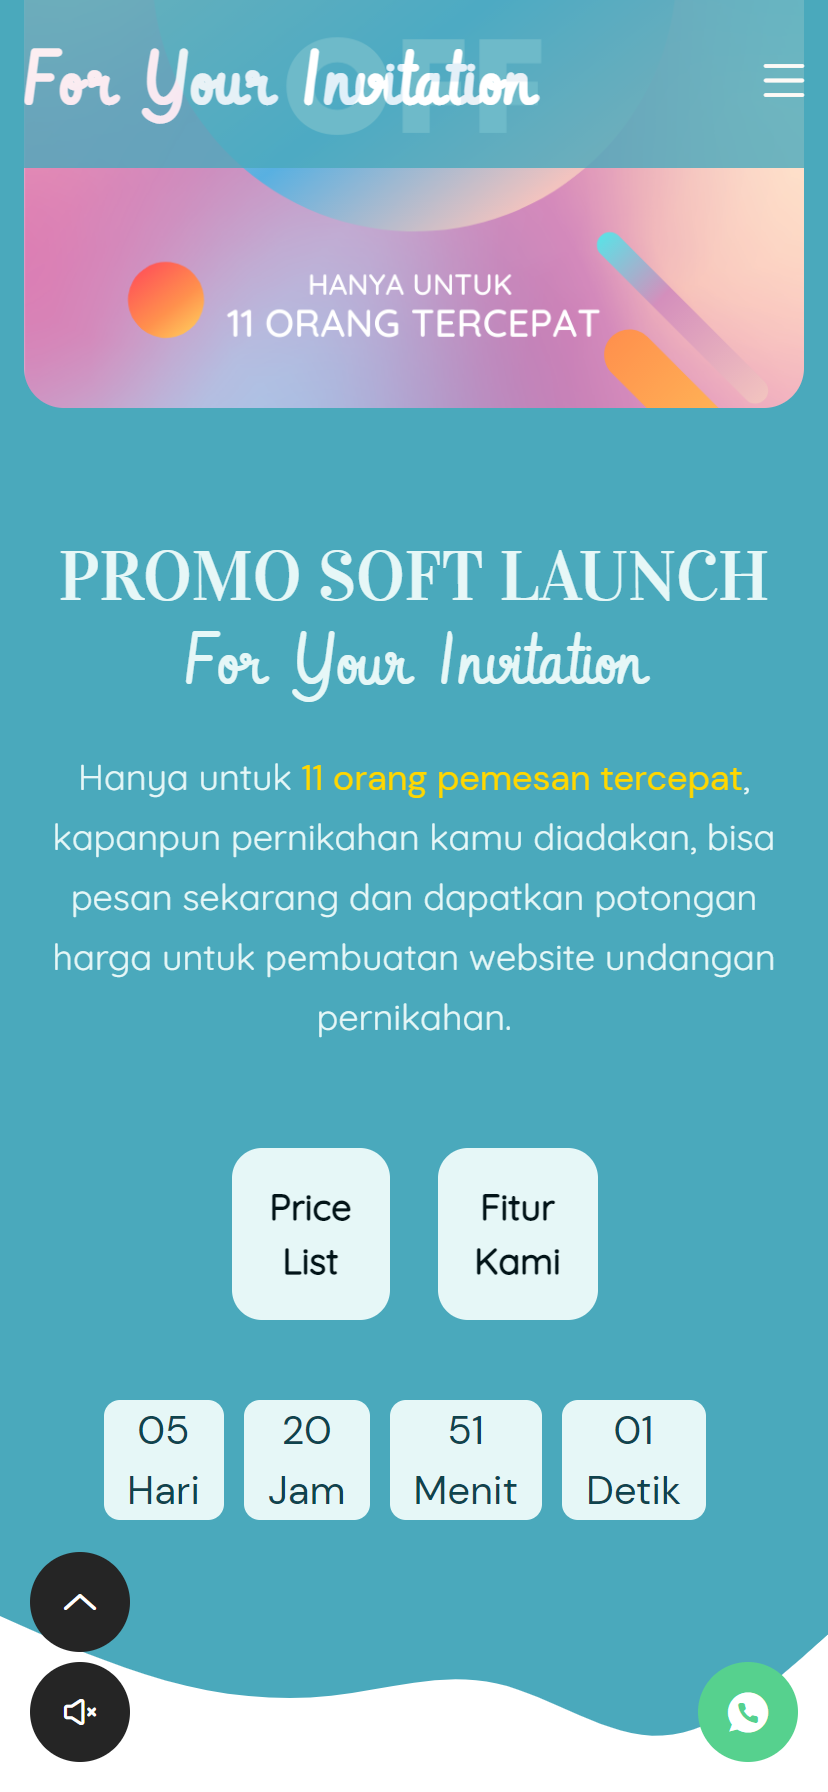 OFF
For Your Invitation
HANYA UNTUK
11 ORANG TERCEPAT
PROMO SOFT LAUNCH
For Your Invitation
Hanya untuk 11 orang pemesan tercepat,
kapanpun pernikahan kamu diadakan, bisa
pesan sekarang dan dapatkan potongan
harga untuk pembuatan website undangan
pernikahan.
Price
List
Fitur
Kami
05
Hari
20
Jam
51
Menit
01
Detik